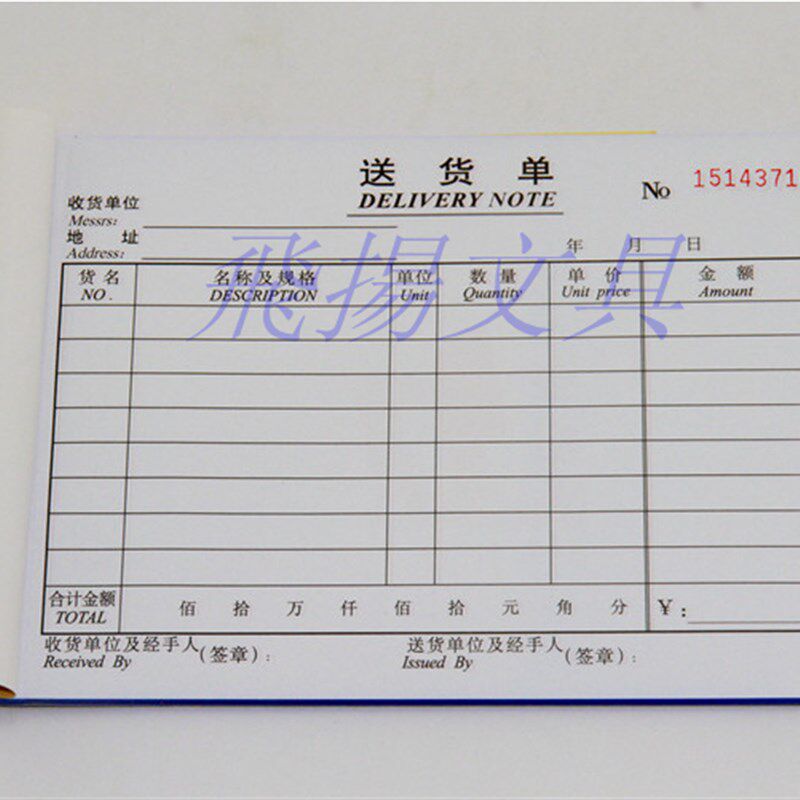 送货单
DELIVERY NOTE
No 1514371
收货单位
Messrs:
地 址
Address:
年 月 日
飛揚文具
货名 名称及规格 单位 数量 单价 金额
NO. DESCRIPTION Unit Quantity Unit price Amount
合计金额 佰 拾 万 仟 佰 拾 元 角 分 ¥:
TOTAL
收货单位及经手人(签章): 送货单位及经手人(签章):
Received By Issued By